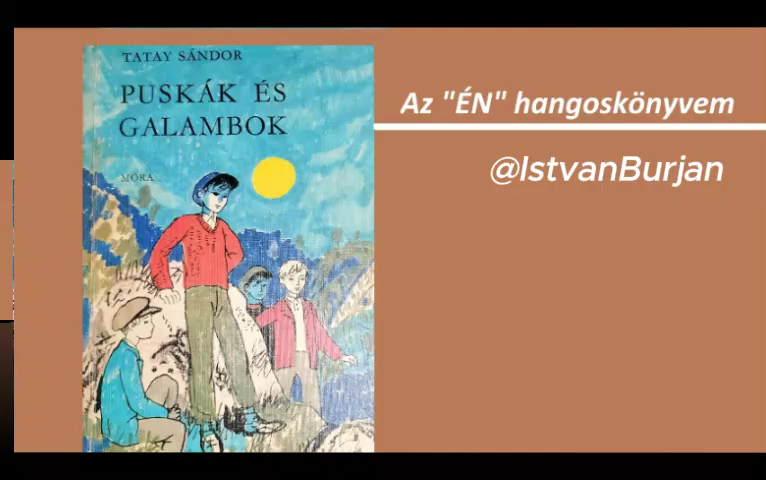 TATAY SÁNDOR
PUSKÁK ÉS
GALAMBOK
MÓRA
Az "ÉN" hangoskönyvem
@IstvanBurjan